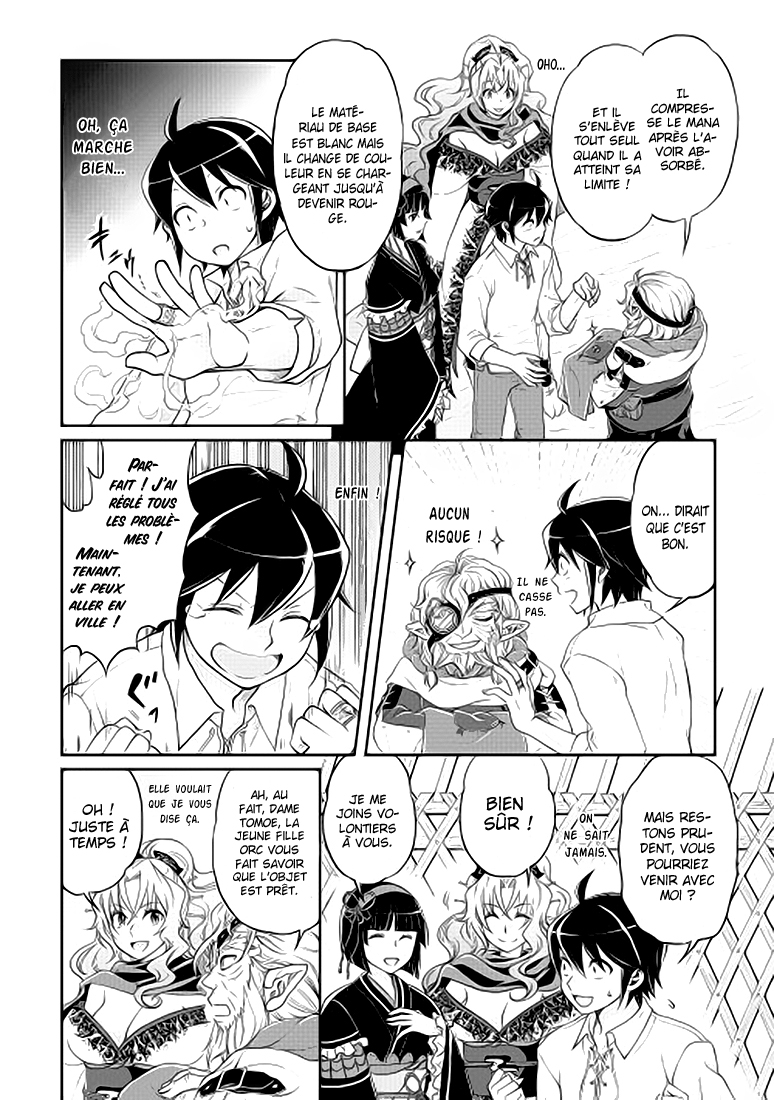 IL
COMPRES-
SE LE MANA
APRÈS L'A-
VOIR AB-
SORBÉ.
ET IL
S'ENLÈVE
TOUT SEUL
QUAND IL A
ATTEINT SA
LIMITE !
OHO...
LE MATÉ-
RIAU DE BASE
EST BLANC MAIS
IL CHANGE DE COU-
LEUR EN SE CHAR-
GEANT JUSQU'À
DEVENIR ROU-
GE.
OH, ÇA
MARCHE
BIEN...
ON... DIRAIT
QUE C'EST
BON.
AUCUN
RISQUE !
IL NE
CASSE
PAS.
ENFIN !
PAR-
FAIT ! J'AI
RÉGLÉ TOUS
LES PROBLÈ-
MES !
MAIN-
TENANT,
JE PEUX
ALLER EN
VILLE !
MAIS RES-
TONS PRU-
DENT, VOUS
POURRIEZ
VENIR AVEC
MOI ?
ON
NE SAIT
JAMAIS.
BIEN
SÛR !
JE ME
JOINS VO-
LONTIERS
À VOUS.
AH, AU
FAIT, DAME
TOMOE, LA
JEUNE FILLE
ORC VOUS
FAIT SAVOIR
QUE L'OBJET
EST PRÊT.
ELLE VOULAIT
QUE JE VOUS
DISE ÇA.
OH !
JUSTE À
TEMPS !